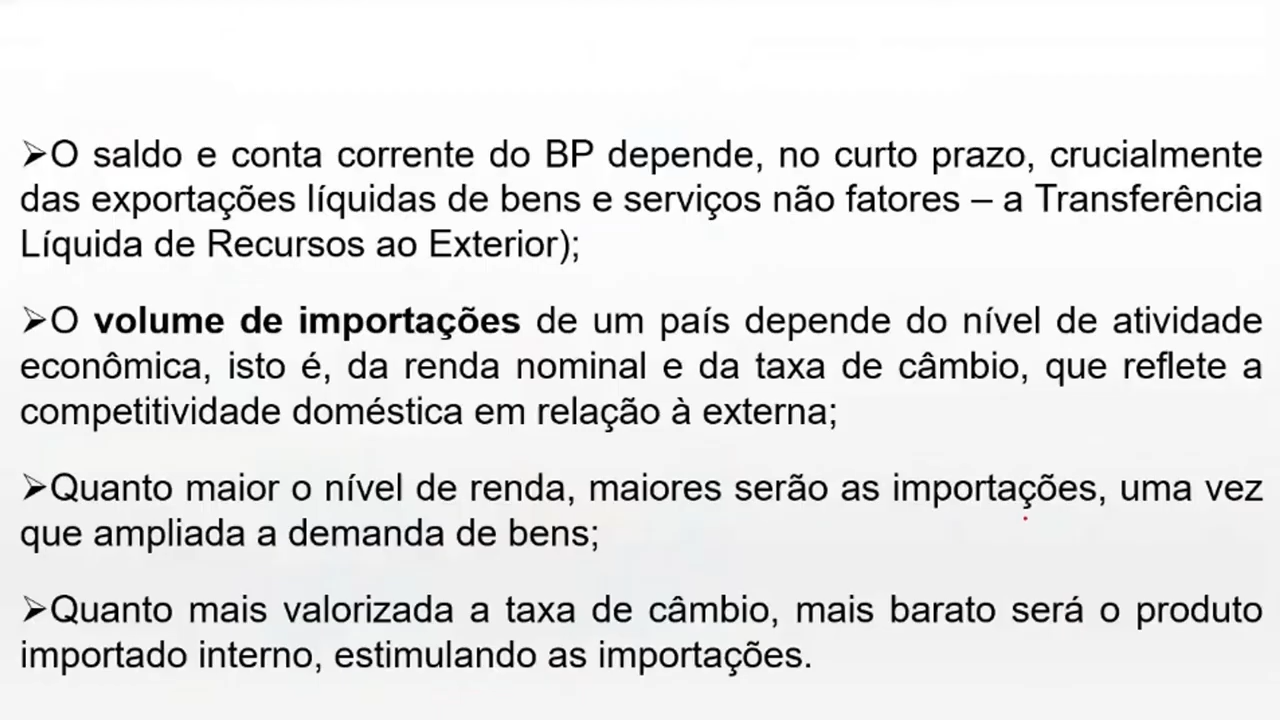 ➢O saldo e conta corrente do BP depende, no curto prazo, crucialmente
das exportações líquidas de bens e serviços não fatores – a Transferência
Líquida de Recursos ao Exterior);
➢O volume de importações de um país depende do nível de atividade
econômica, isto é, da renda nominal e da taxa de câmbio, que reflete a
competitividade doméstica em relação à externa;
➢Quanto maior o nível de renda, maiores serão as importações, uma vez
que ampliada a demanda de bens;
➢Quanto mais valorizada a taxa de câmbio, mais barato será o produto
importado interno, estimulando as importações.